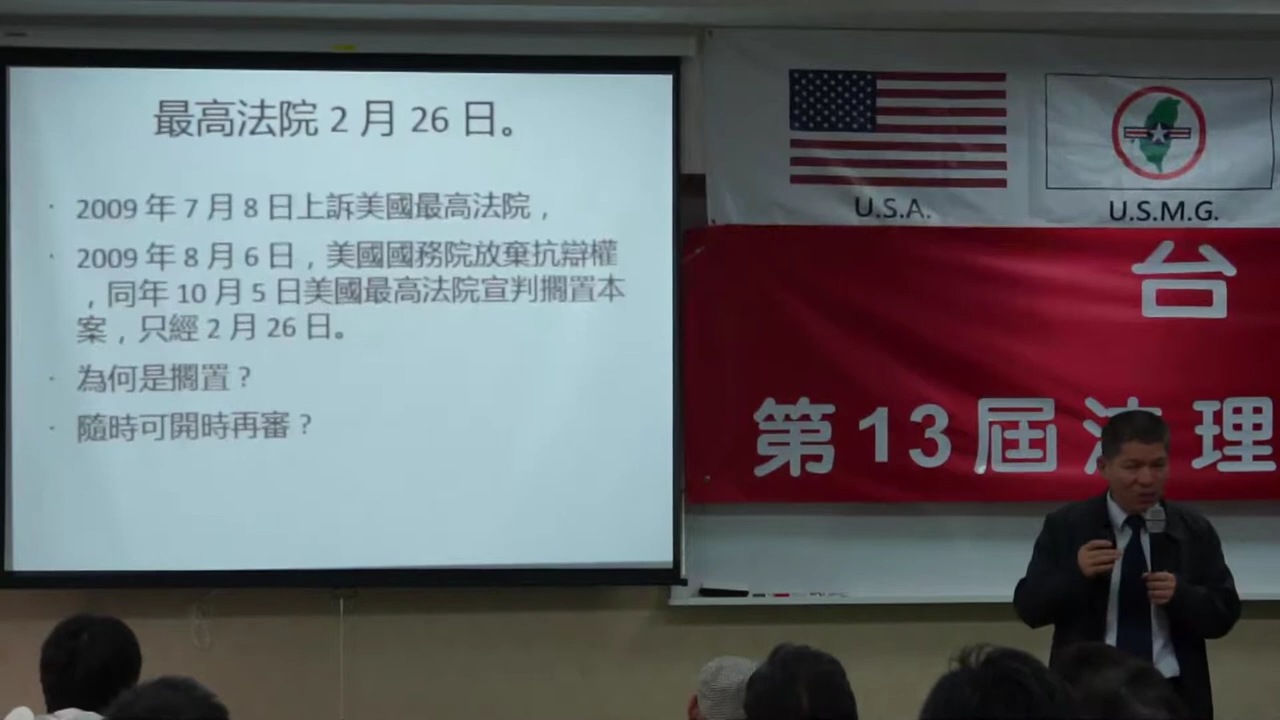 最高法院 2 月 26 日。
· 2009 年 7 月 8 日上訴美國最高法院，
· 2009 年 8 月 6 日，美國國務院放棄抗辯權
，同年 10 月 5 日美國最高法院宣判擱置本
案，只經 2 月 26 日。
· 為何是擱置？
· 隨時可開時再審？
U.S.A.
U.S.M.G.
台
第13屆法理